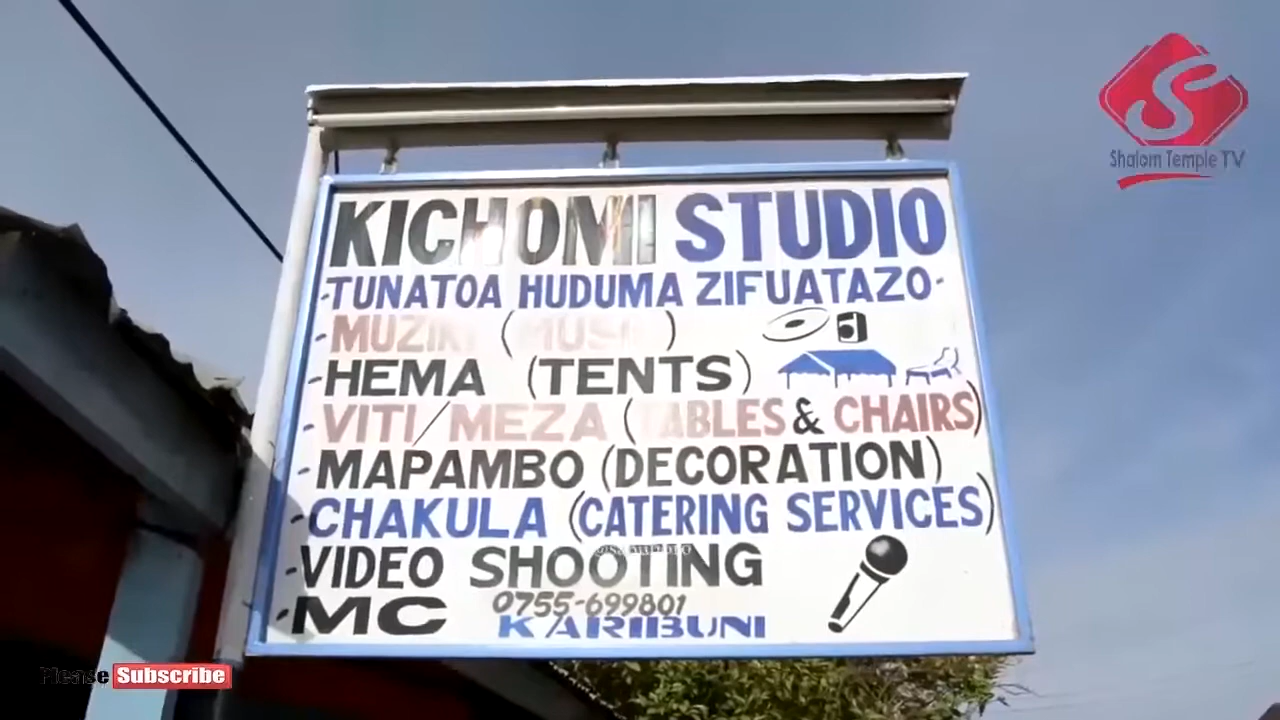 Shalom Temple TV
KICHOMI STUDIO
-TUNATOA HUDUMA ZIFUATAZO-
-MUZIKI (MUSIC)
-HEMA (TENTS)
-VITI/MEZA (TABLES & CHAIRS)
-MAPAMBO (DECORATION)
-CHAKULA (CATERING SERVICES)
-VIDEO SHOOTING
-MC 0755-699801
KARIBUNI
Please Subscribe